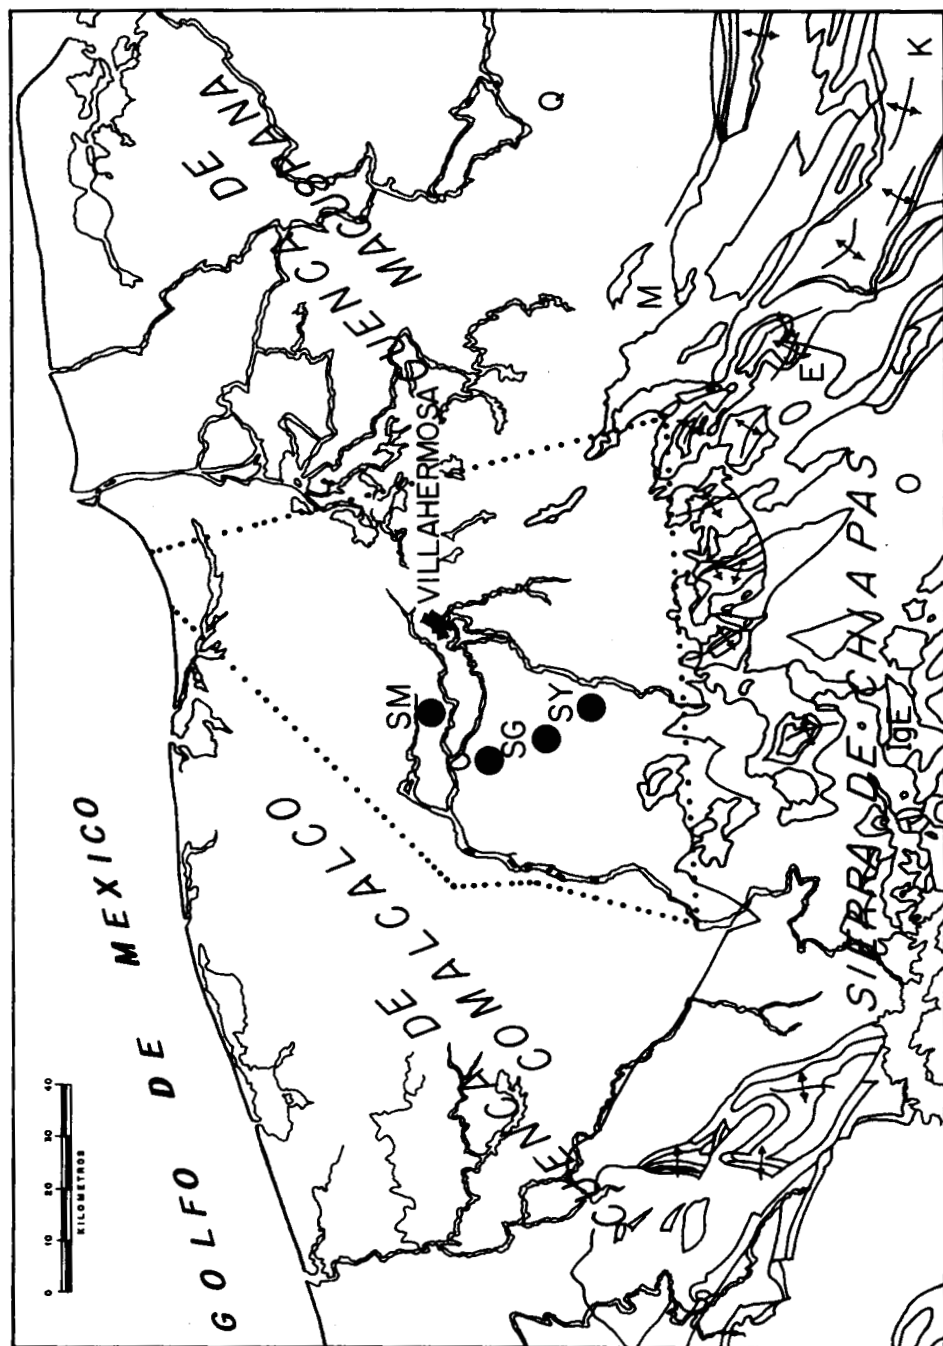 GOLFO DE MEXICO
0 10 20 30 40
KILOMETROS
CUENCA DE COMALCALCO
CUENCA DE MACUSPANA
VILLAHERMOSA
SM
SG
SY
Q
M
E
O
O
K
IgE
SIERRA DE CHIAPAS